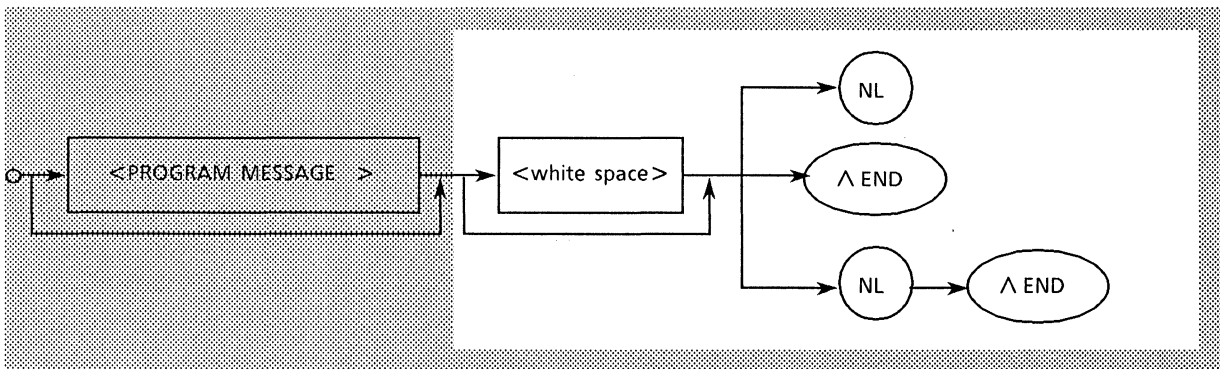 NL
<PROGRAM MESSAGE >
<white space>
∧ END
NL
∧ END